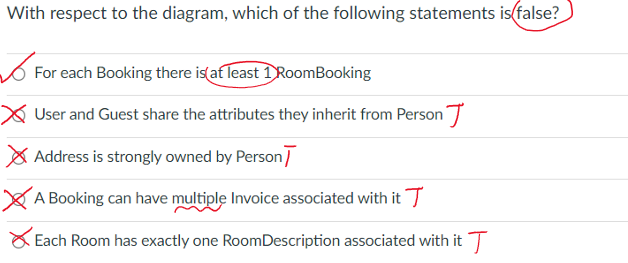 With respect to the diagram, which of the following statements is false?
For each Booking there is at least 1 RoomBooking
User and Guest share the attributes they inherit from Person T
Address is strongly owned by Person T
A Booking can have multiple Invoice associated with it T
Each Room has exactly one RoomDescription associated with it T